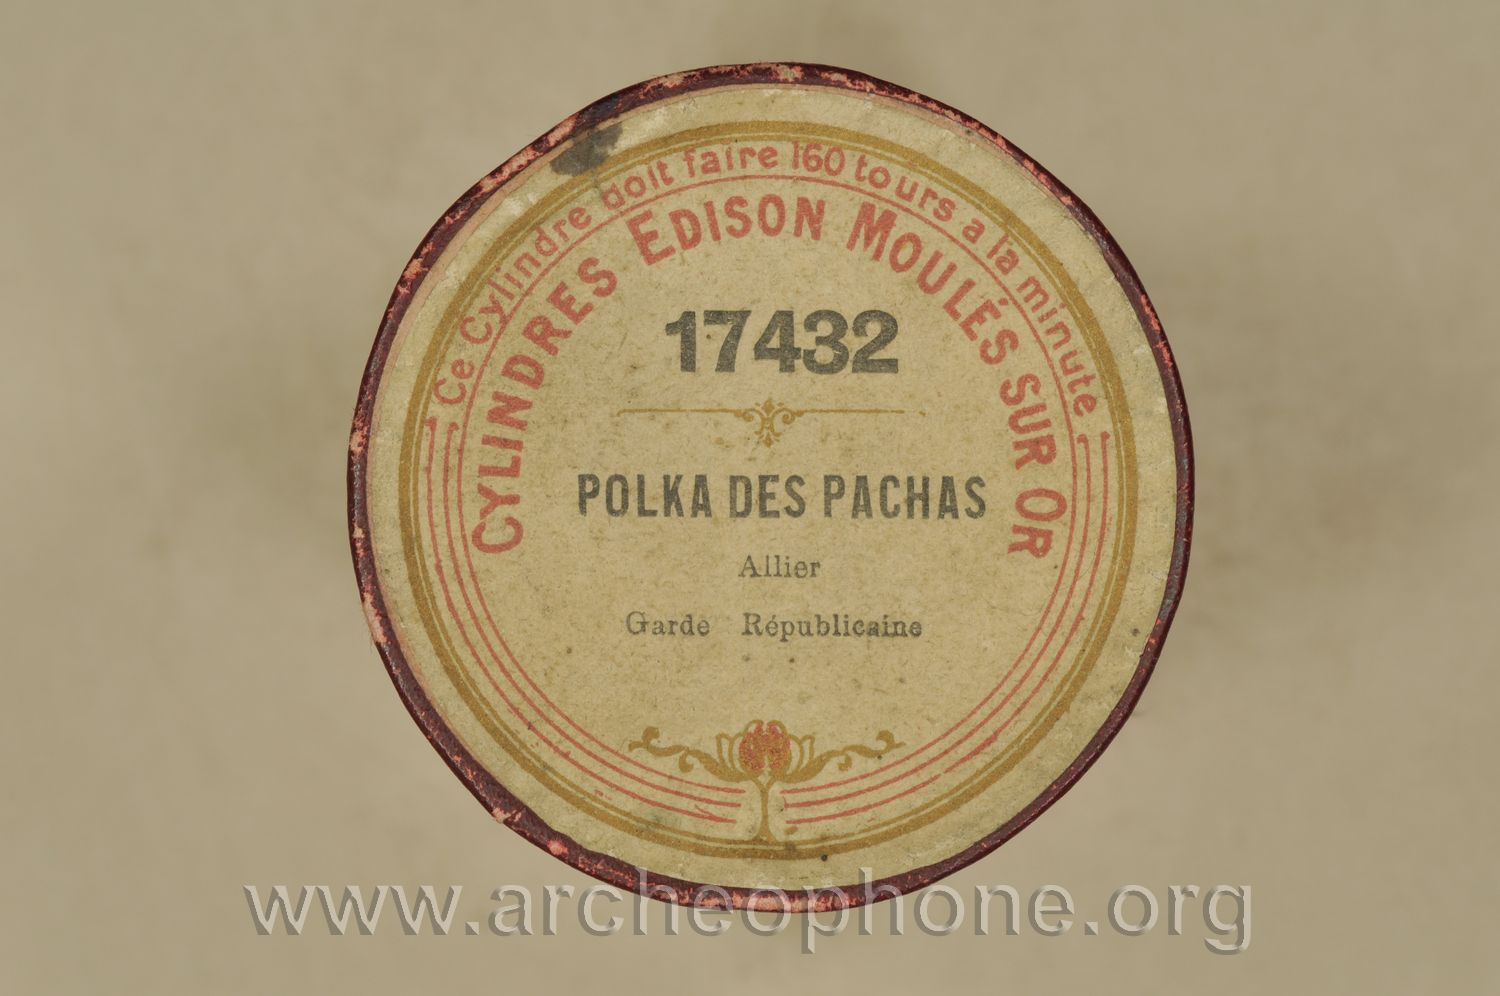 Ce Cylindre doit faire 160 tours a la minute
CYLINDRES EDISON MOULÉS SUR OR
17432
POLKA DES PACHAS
Allier
Garde Républicaine
www.archeophone.org